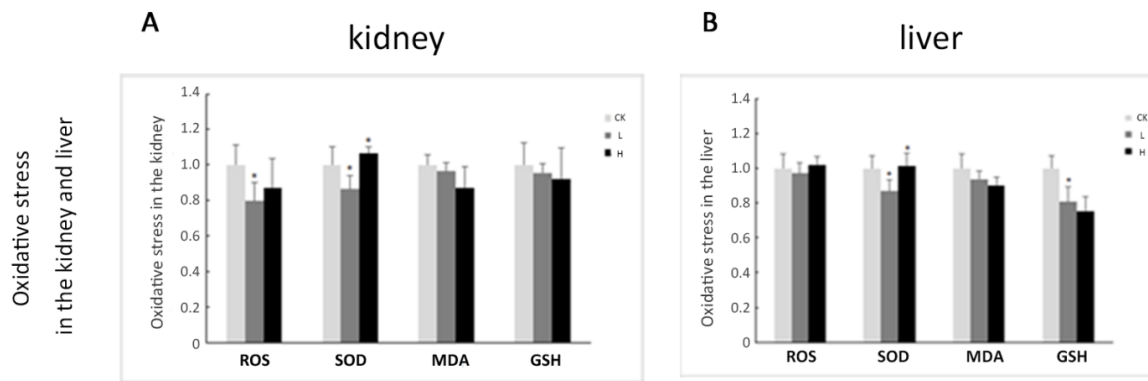 A
kidney
B
liver
Oxidative stress
in the kidney and liver
Oxidative stress in the kidney
1.4
1.2
1.0
0.8
0.6
0.4
0.2
0
*
*
*
CK
L
H
ROS SOD MDA GSH
Oxidative stress in the liver
1.4
1.2
1.0
0.8
0.6
0.4
0.2
0
*
*
*
CK
L
H
ROS SOD MDA GSH